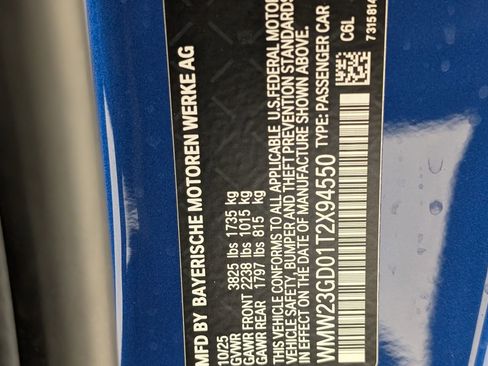 MFD BY BAYERISCHE MOTOREN WERKE AG
10/25
GVWR 3825 lbs 1735 kg
GAWR FRONT 2238 lbs 1015 kg
GAWR REAR 1797 lbs 815 kg
THIS VEHICLE CONFORMS TO ALL APPLICABLE U.S.FEDERAL MOTOR
VEHICLE SAFETY, BUMPER AND THEFT PREVENTION STANDARDS
IN EFFECT ON THE DATE OF MANUFACTURE SHOWN ABOVE.
WMW23GD01T2X94550 TYPE: PASSENGER CAR
C6L
7315814